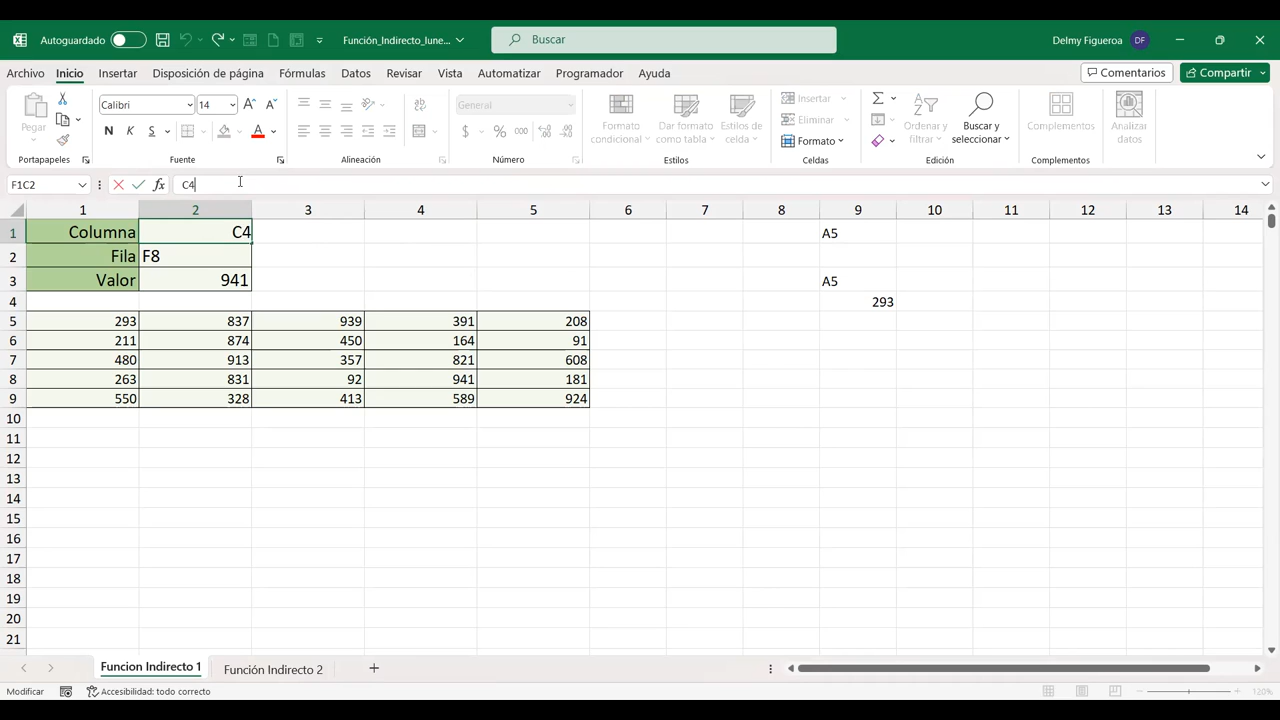 Autoguardado Función_Indirecto_lune... Buscar Delmy Figueroa DF
Archivo Inicio Insertar Disposición de página Fórmulas Datos Revisar Vista Automatizar Programador Ayuda Comentarios Compartir
Pegar
Calibri 14
N K S
General
$ % 000
Formato condicional
Dar formato a tabla
Estilos de celda
Insertar
Eliminar
Formato
Ordenar y filtrar
Buscar y seleccionar
Complementos
Analizar datos
Portapapeles Fuente Alineación Número Estilos Celdas Edición Complementos
F1C2 fx C4
1 2 3 4 5 6 7 8 9 10 11 12 13 14
1 Columna C4 A5
2 Fila F8
3 Valor 941 A5
4 293
5 293 837 939 391 208
6 211 874 450 164 91
7 480 913 357 821 608
8 263 831 92 941 181
9 550 328 413 589 924
10
11
12
13
14
15
16
17
18
19
20
21
Funcion Indirecto 1 Función Indirecto 2
Modificar Accesibilidad: todo correcto 120%